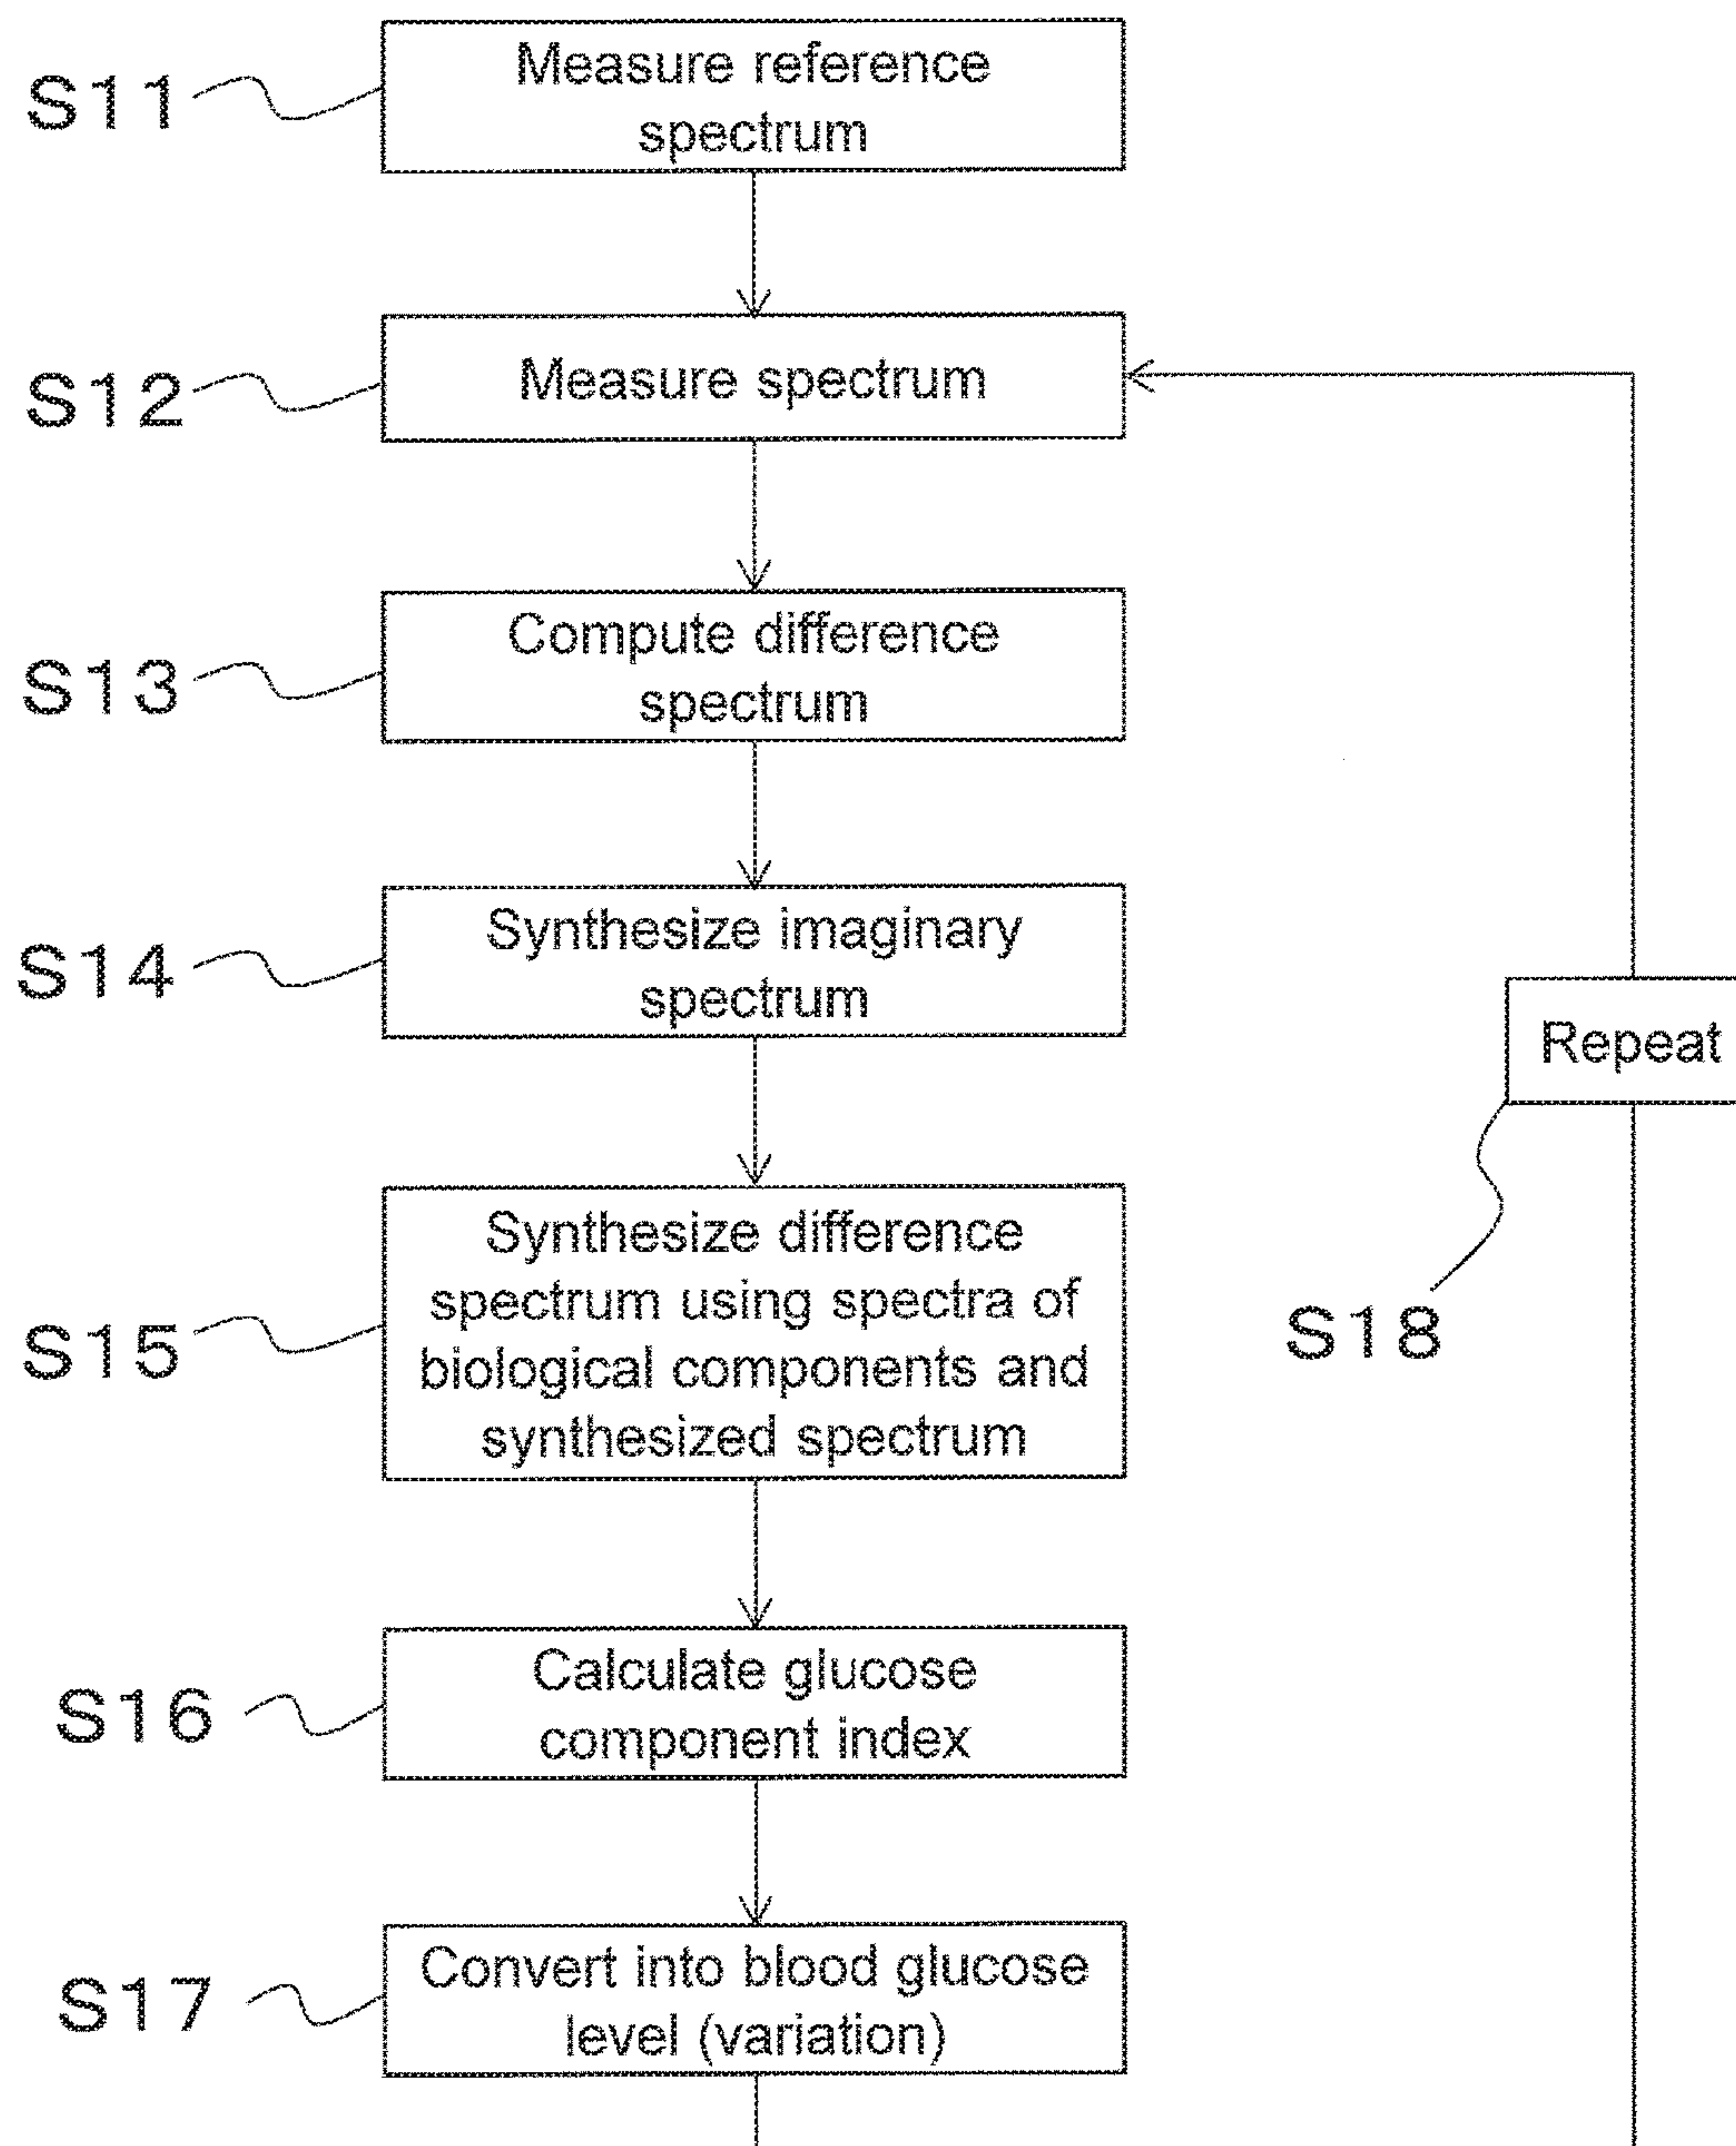 S11
Measure reference
spectrum
S12
Measure spectrum
S13
Compute difference
spectrum
S14
Synthesize imaginary
spectrum
Repeat
S15
Synthesize difference
spectrum using spectra of
biological components and
synthesized spectrum
S18
S16
Calculate glucose
component index
S17
Convert into blood glucose
level (variation)